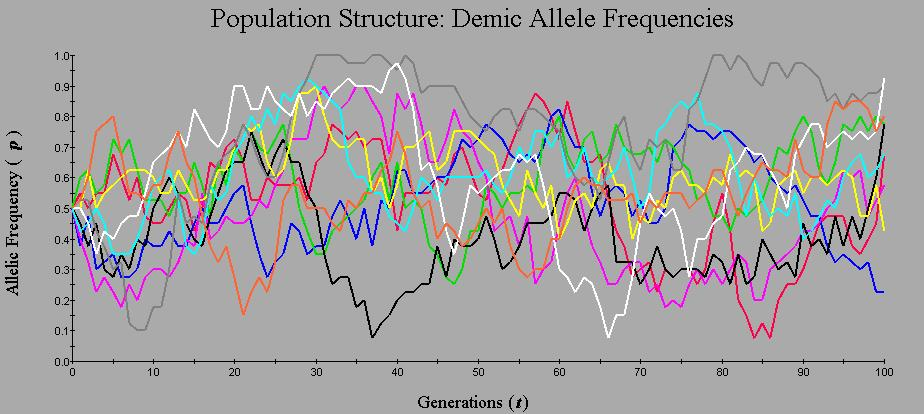 Population Structure: Demic Allele Frequencies
Allelic Frequency ( p )
1.0
0.9
0.8
0.7
0.6
0.5
0.4
0.3
0.2
0.1
0.0
0 10 20 30 40 50 60 70 80 90 100
Generations (t)